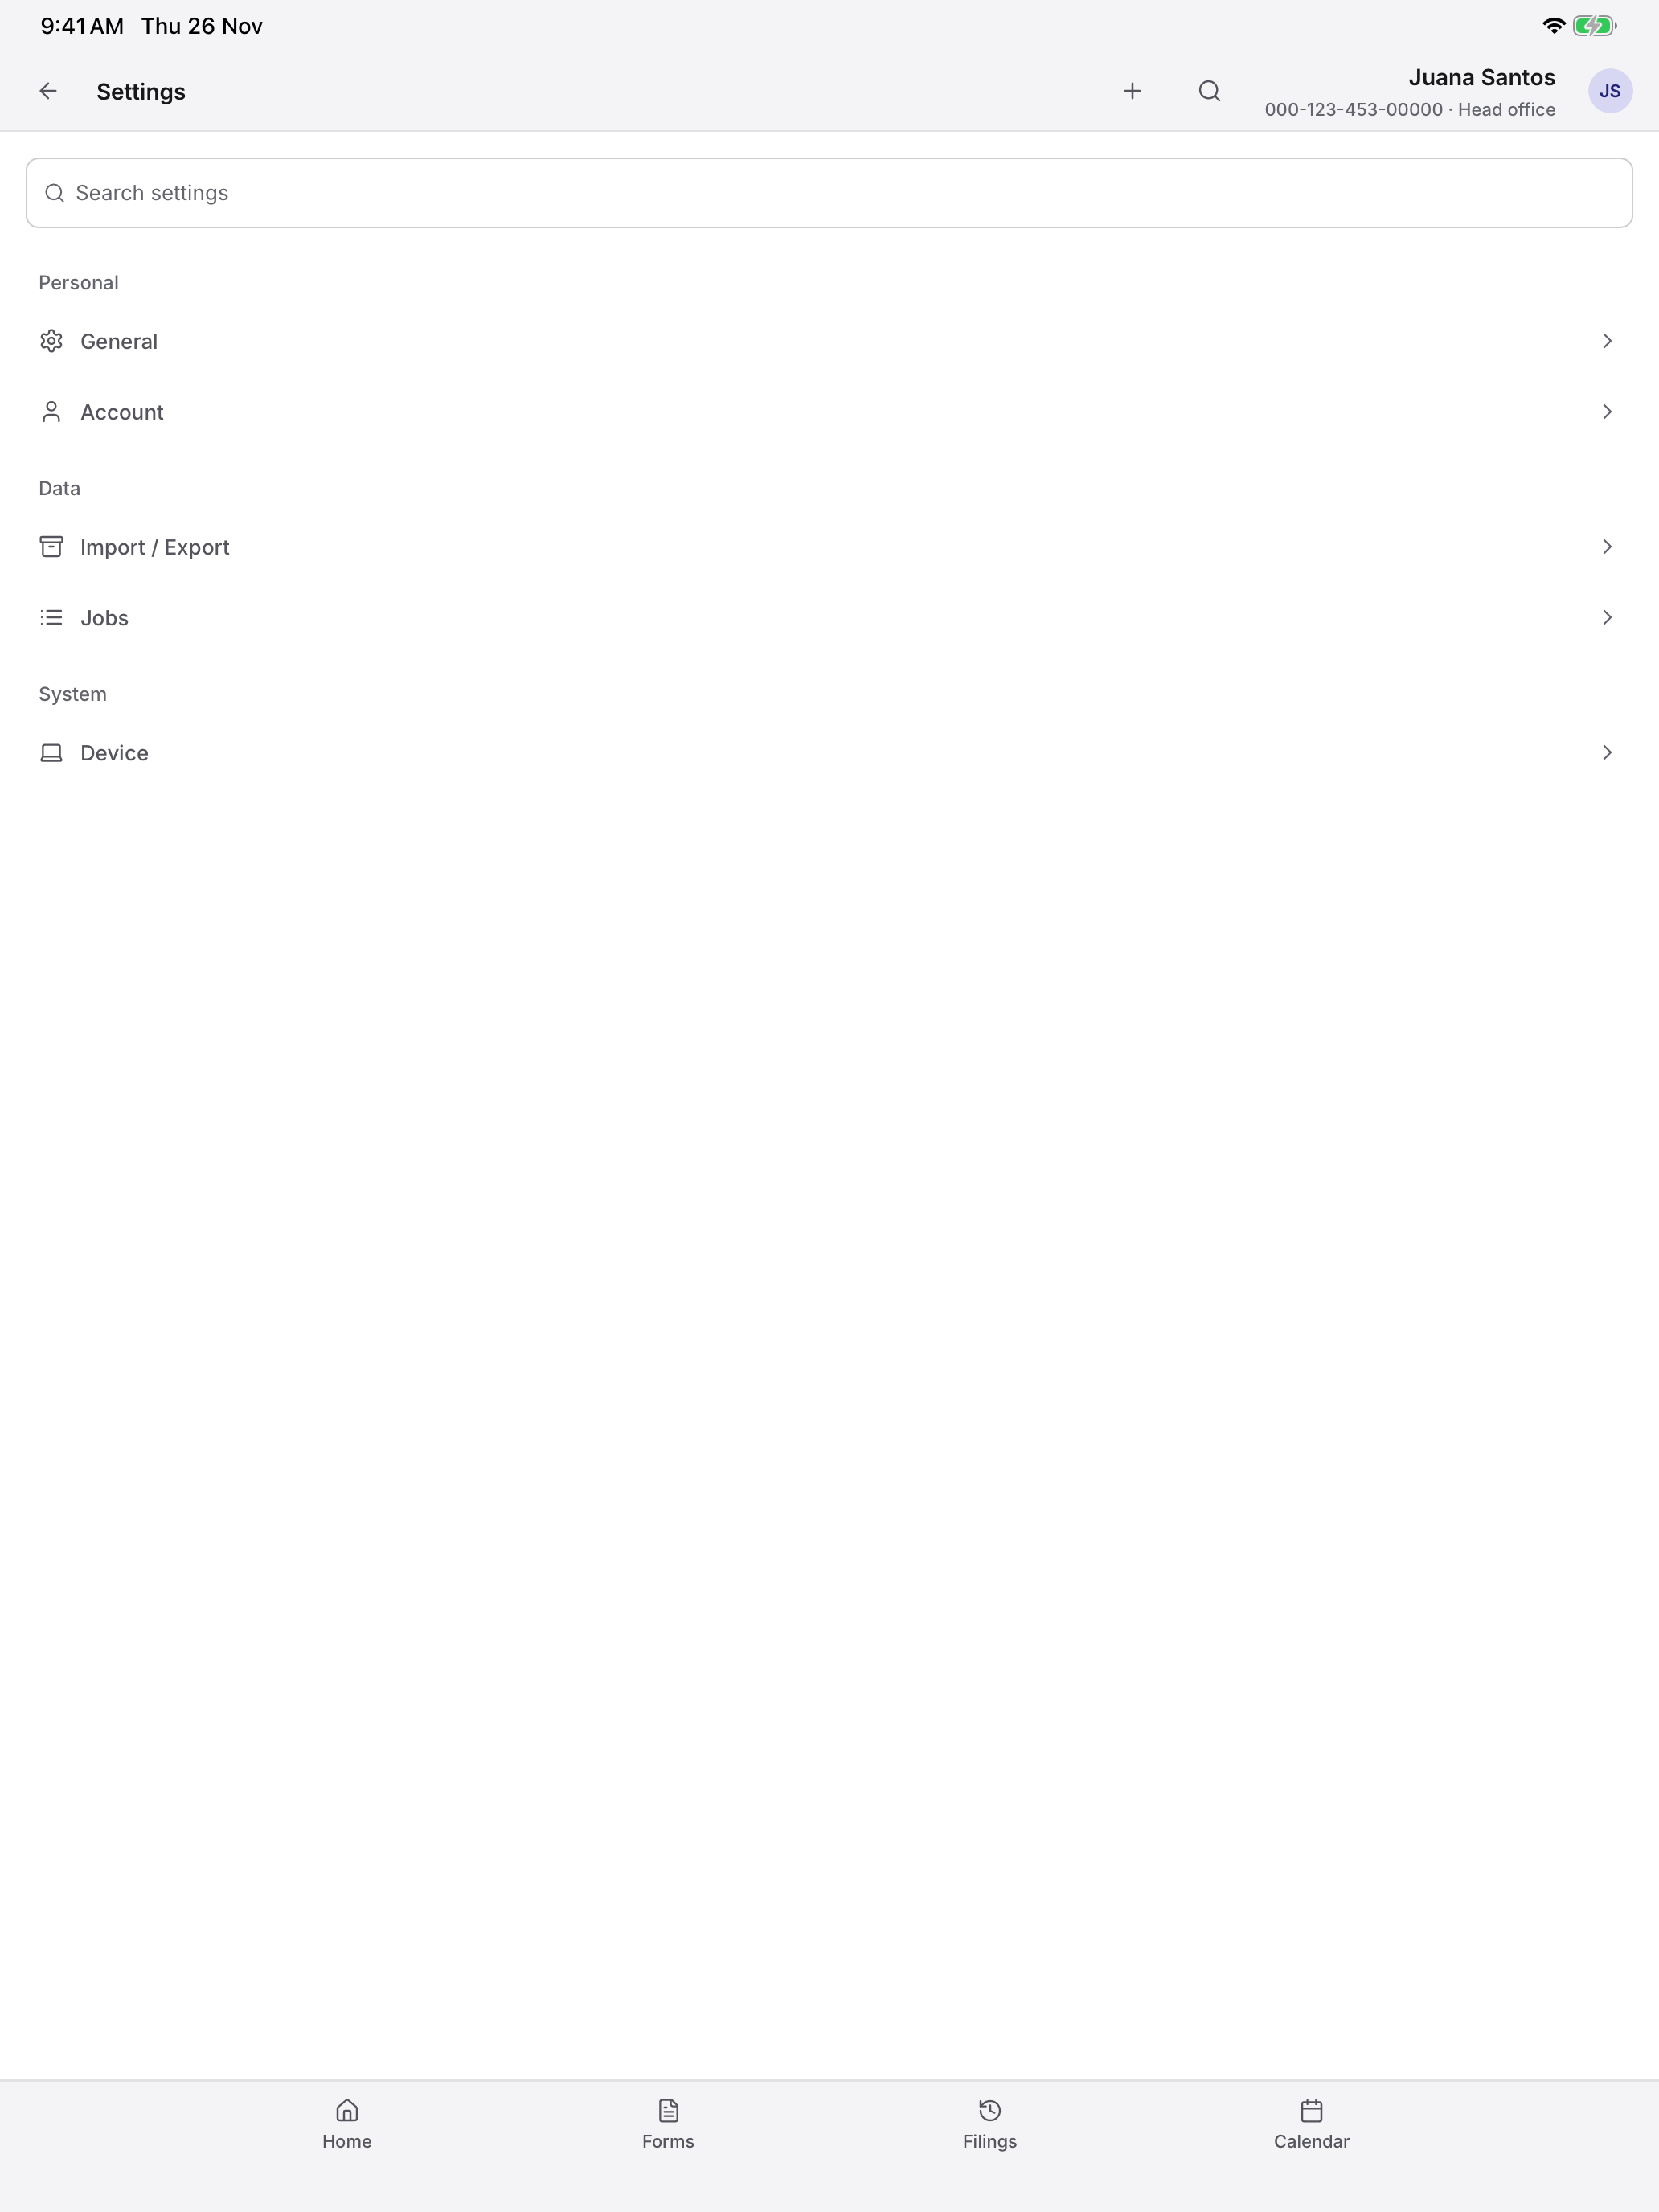 9:41 AM Thu 26 Nov
Settings
Juana Santos
000-123-453-00000 · Head office
JS
Search settings
Personal
General
Account
Data
Import / Export
Jobs
System
Device
Home
Forms
Filings
Calendar